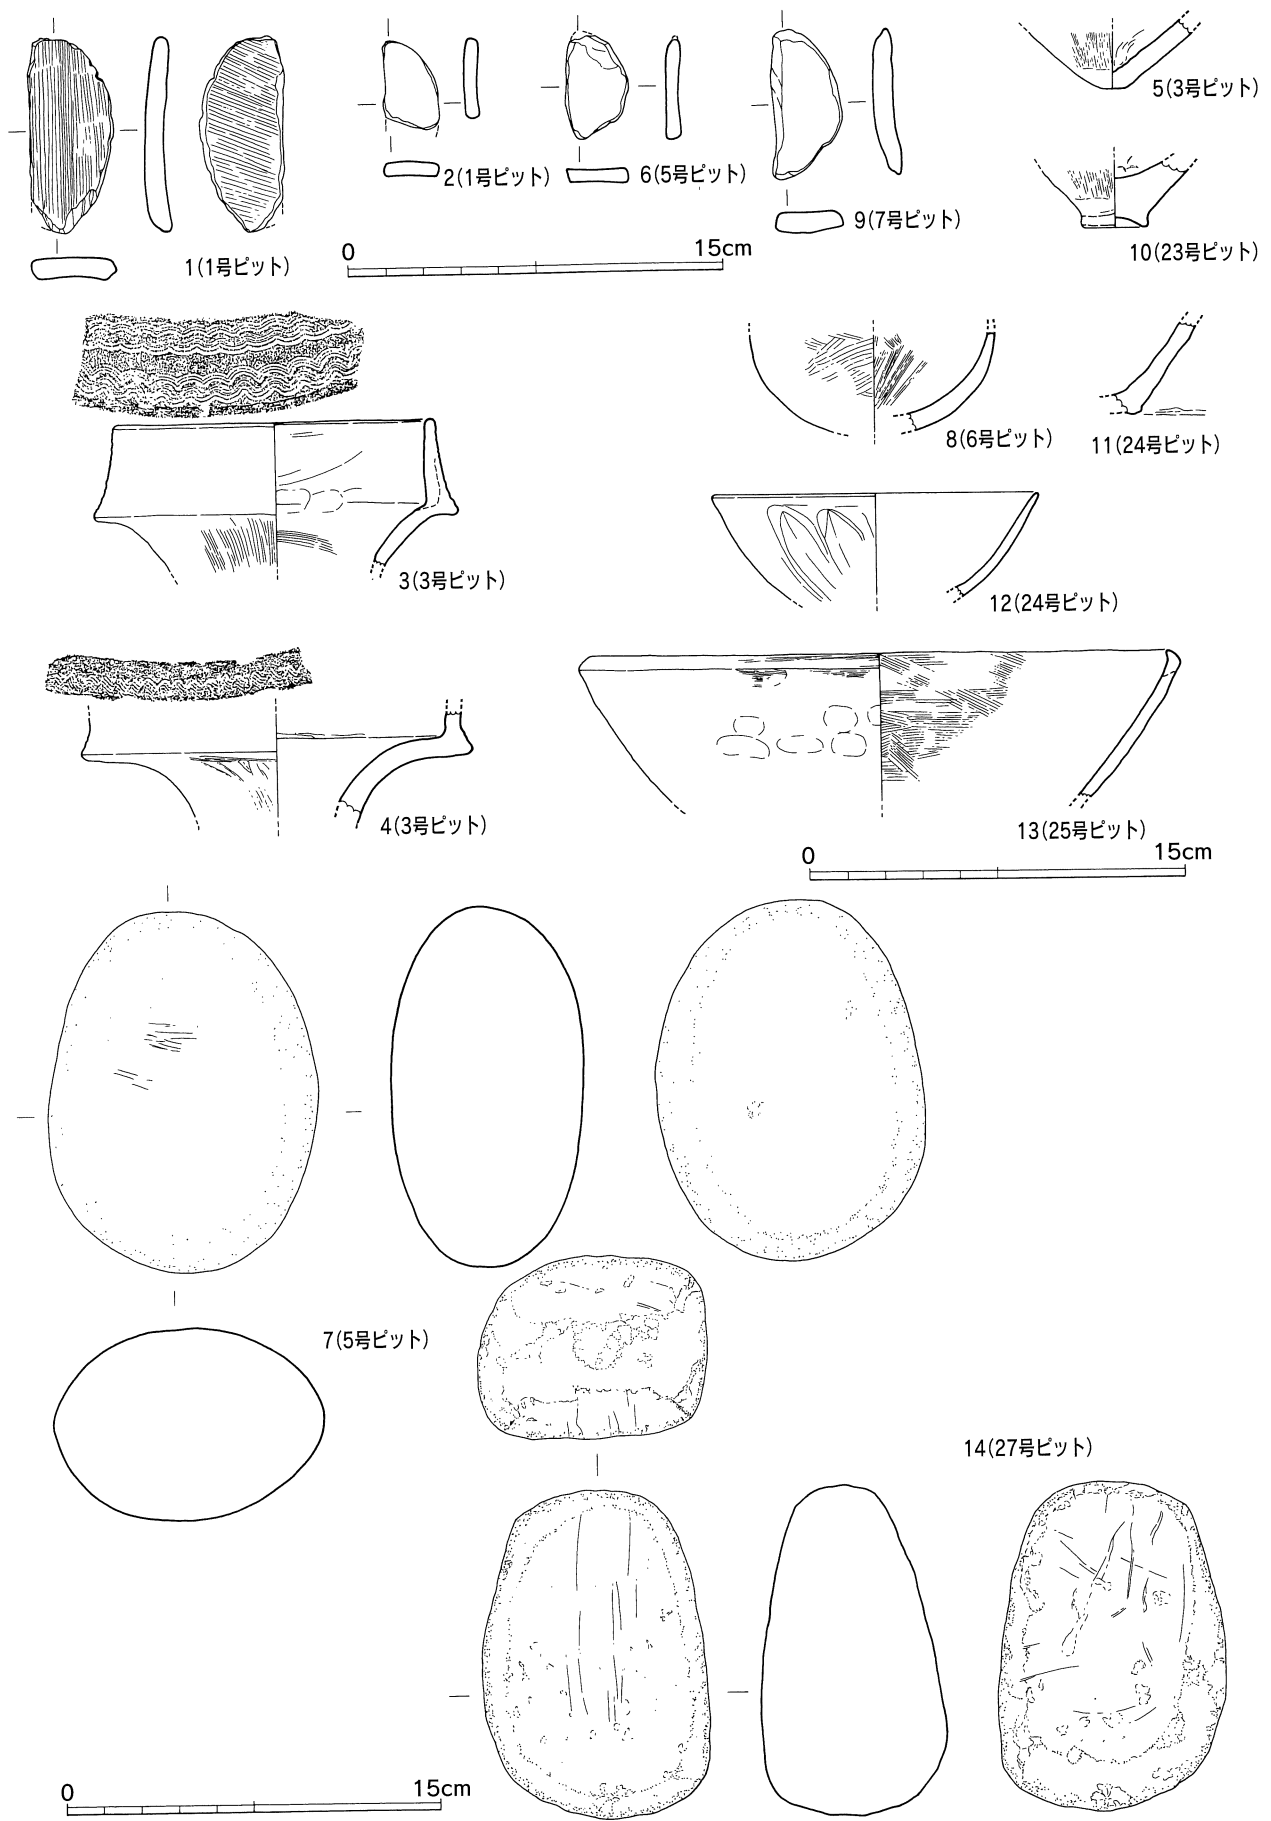 5(3号ピット)
2(1号ピット)
6(5号ピット)
9(7号ピット)
10(23号ピット)
1(1号ピット)
0 15cm
8(6号ピット)
11(24号ピット)
3(3号ピット)
12(24号ピット)
4(3号ピット)
13(25号ピット)
0 15cm
7(5号ピット)
14(27号ピット)
0 15cm